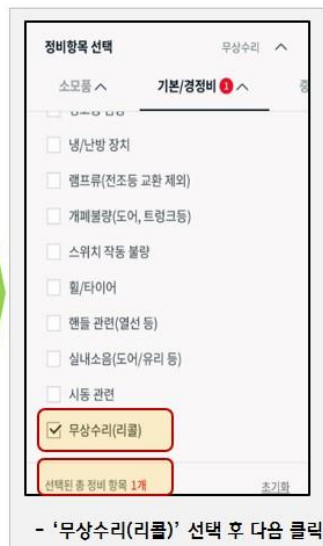 정비항목 선택 무상수리
소모품 기본/경정비 1
냉/난방 장치
램프류(전조등 교환 제외)
개폐불량(도어, 트렁크등)
스위치 작동 불량
휠/타이어
핸들 관련(열선 등)
실내소음(도어/유리 등)
시동 관련
무상수리(리콜)
선택된 총 정비 항목 1개 초기화
- ‘무상수리(리콜)’ 선택 후 다음 클릭